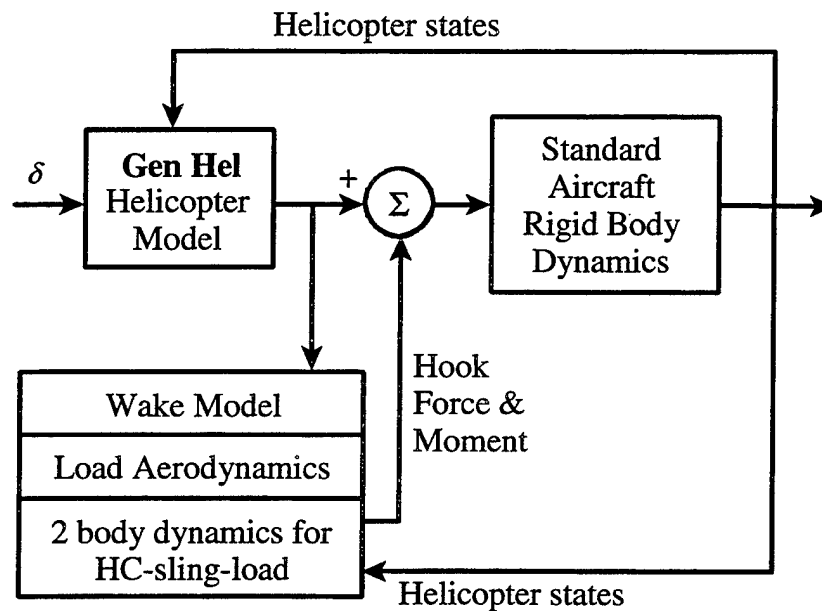 Helicopter states
δ
Gen Hel
Helicopter
Model
+
Σ
Standard
Aircraft
Rigid Body
Dynamics
Hook
Force &
Moment
Wake Model
Load Aerodynamics
2 body dynamics for
HC-sling-load
Helicopter states